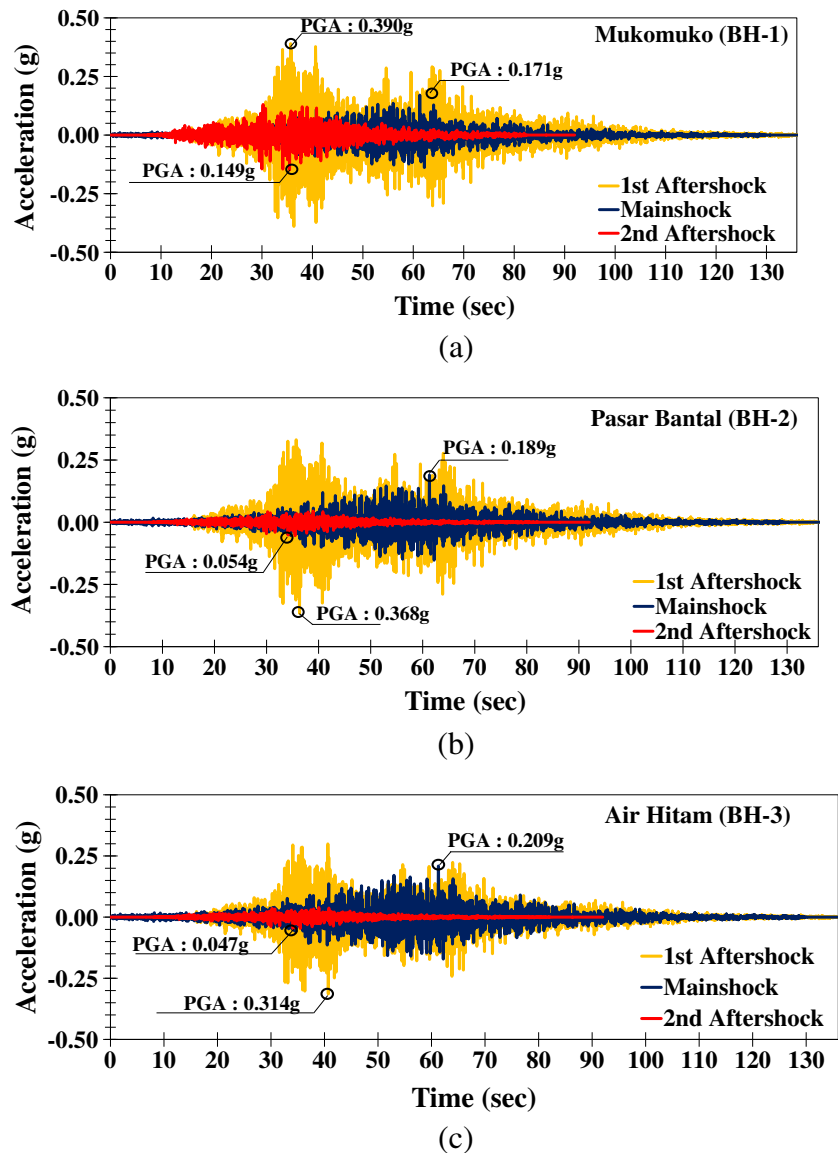 0.50
0.25
0.00
-0.25
-0.50
Acceleration (g)
PGA : 0.390g
Mukomuko (BH-1)
PGA : 0.171g
PGA : 0.149g
1st Aftershock
Mainshock
2nd Aftershock
0 10 20 30 40 50 60 70 80 90 100 110 120 130
Time (sec)
(a)
0.50
0.25
0.00
-0.25
-0.50
Acceleration (g)
Pasar Bantal (BH-2)
PGA : 0.189g
PGA : 0.054g
PGA : 0.368g
1st Aftershock
Mainshock
2nd Aftershock
0 10 20 30 40 50 60 70 80 90 100 110 120 130
Time (sec)
(b)
0.50
0.25
0.00
-0.25
-0.50
Acceleration (g)
Air Hitam (BH-3)
PGA : 0.209g
PGA : 0.047g
PGA : 0.314g
1st Aftershock
Mainshock
2nd Aftershock
0 10 20 30 40 50 60 70 80 90 100 110 120 130
Time (sec)
(c)